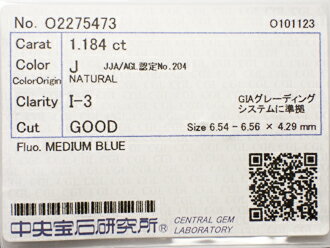 No. O2275473 O101123
Carat 1.184 ct
Color J JJA/AGL認定No.204
ColorOrigin NATURAL
Clarity I-3 GIAグレーディング
システムに準拠
Cut GOOD Size 6.54 - 6.56 × 4.29 mm
Fluo. MEDIUM BLUE
中央宝石研究所® CENTRAL GEM
LABORATORY